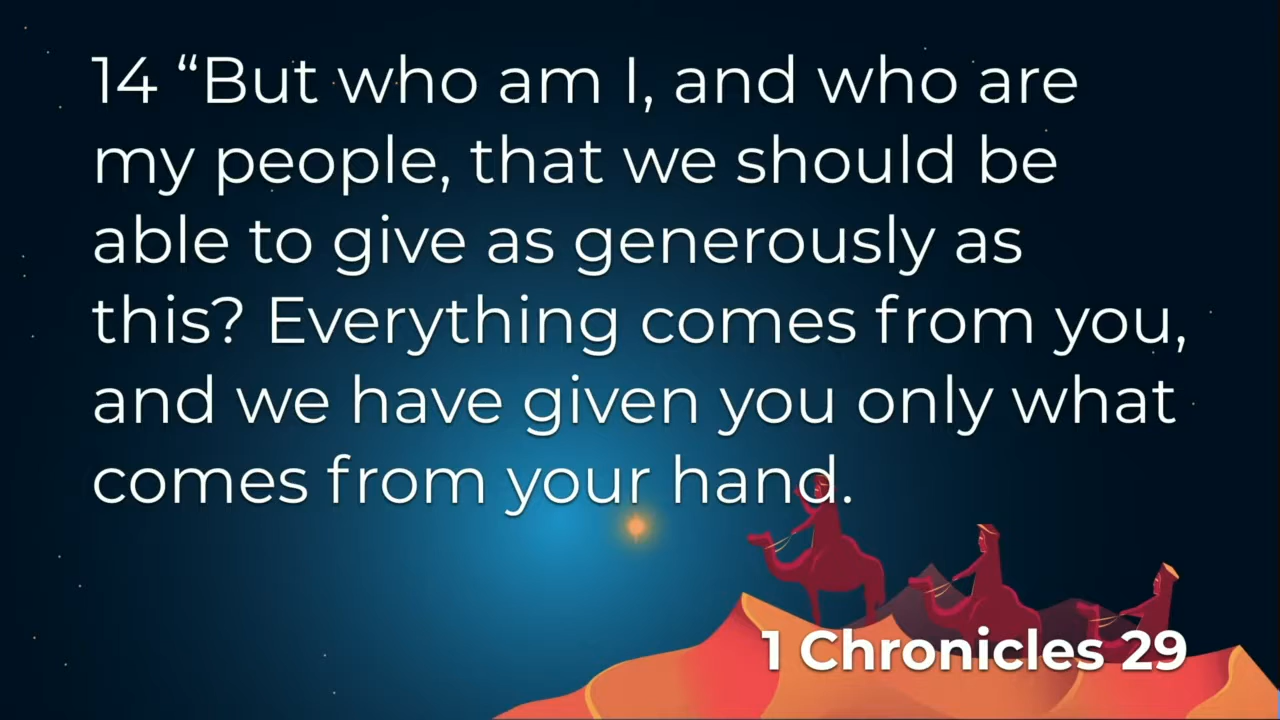 14 “But who am I, and who are
my people, that we should be
able to give as generously as
this? Everything comes from you,
and we have given you only what
comes from your hand.
1 Chronicles 29